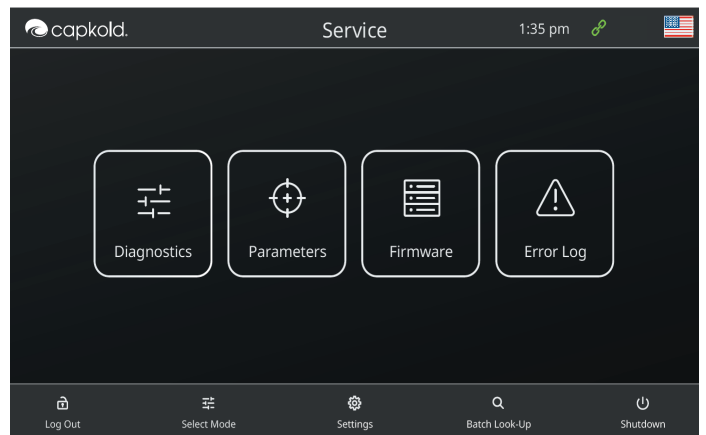 capkold.
Service
1:35 pm
Diagnostics
Parameters
Firmware
Error Log
Log Out
Select Mode
Settings
Batch Look-Up
Shutdown